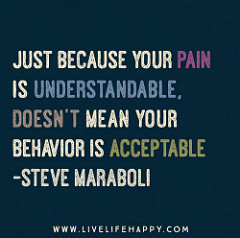 JUST BECAUSE YOUR PAIN
IS UNDERSTANDABLE,
DOESN'T MEAN YOUR
BEHAVIOR IS ACCEPTABLE
-STEVE MARABOLI
WWW.LIVELIFEHAPPY.COM